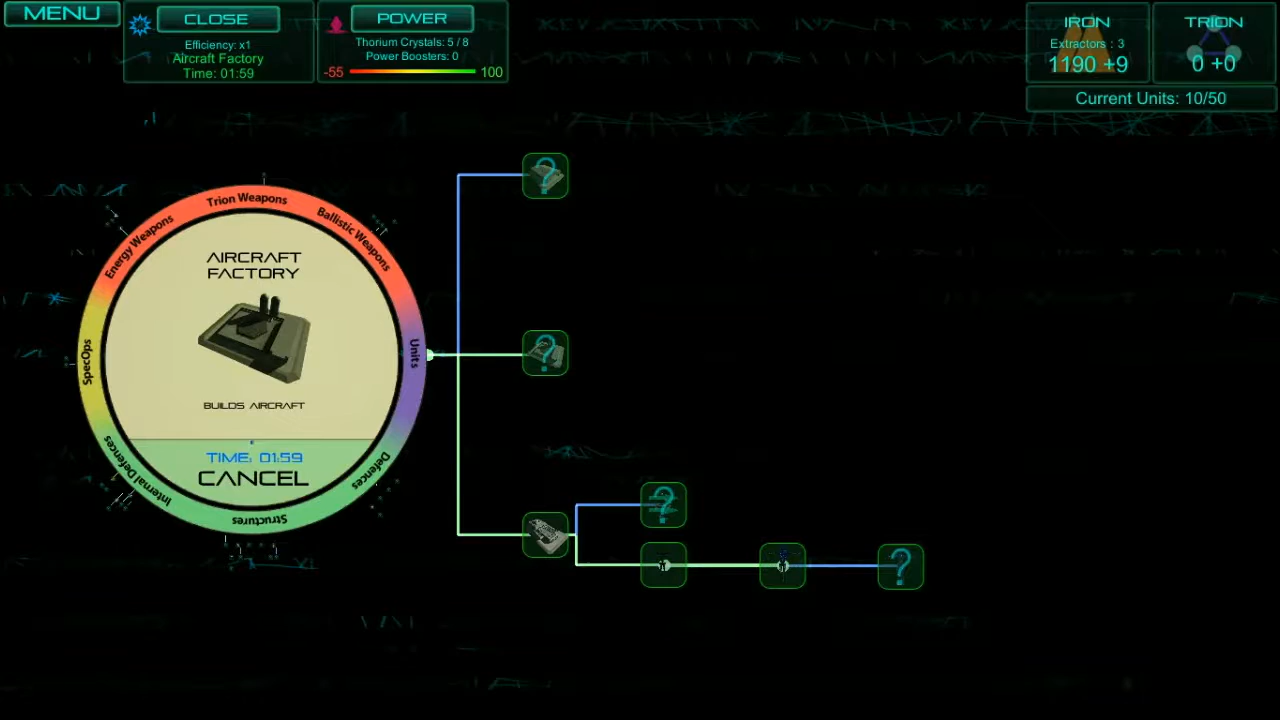 MENU
CLOSE
Efficiency: x1
Aircraft Factory
Time: 01:59
POWER
Thorium Crystals: 5 / 8
Power Boosters: 0
-55
100
IRON
Extractors : 3
1190 +9
TRION
0 +0
Current Units: 10/50
Trion Weapons
Ballistic Weapons
Energy Weapons
Units
SpecOps
Defences
Internal Defences
Structures
AIRCRAFT
FACTORY
BUILDS AIRCRAFT
TIME: 01:59
CANCEL
?
?
?
?